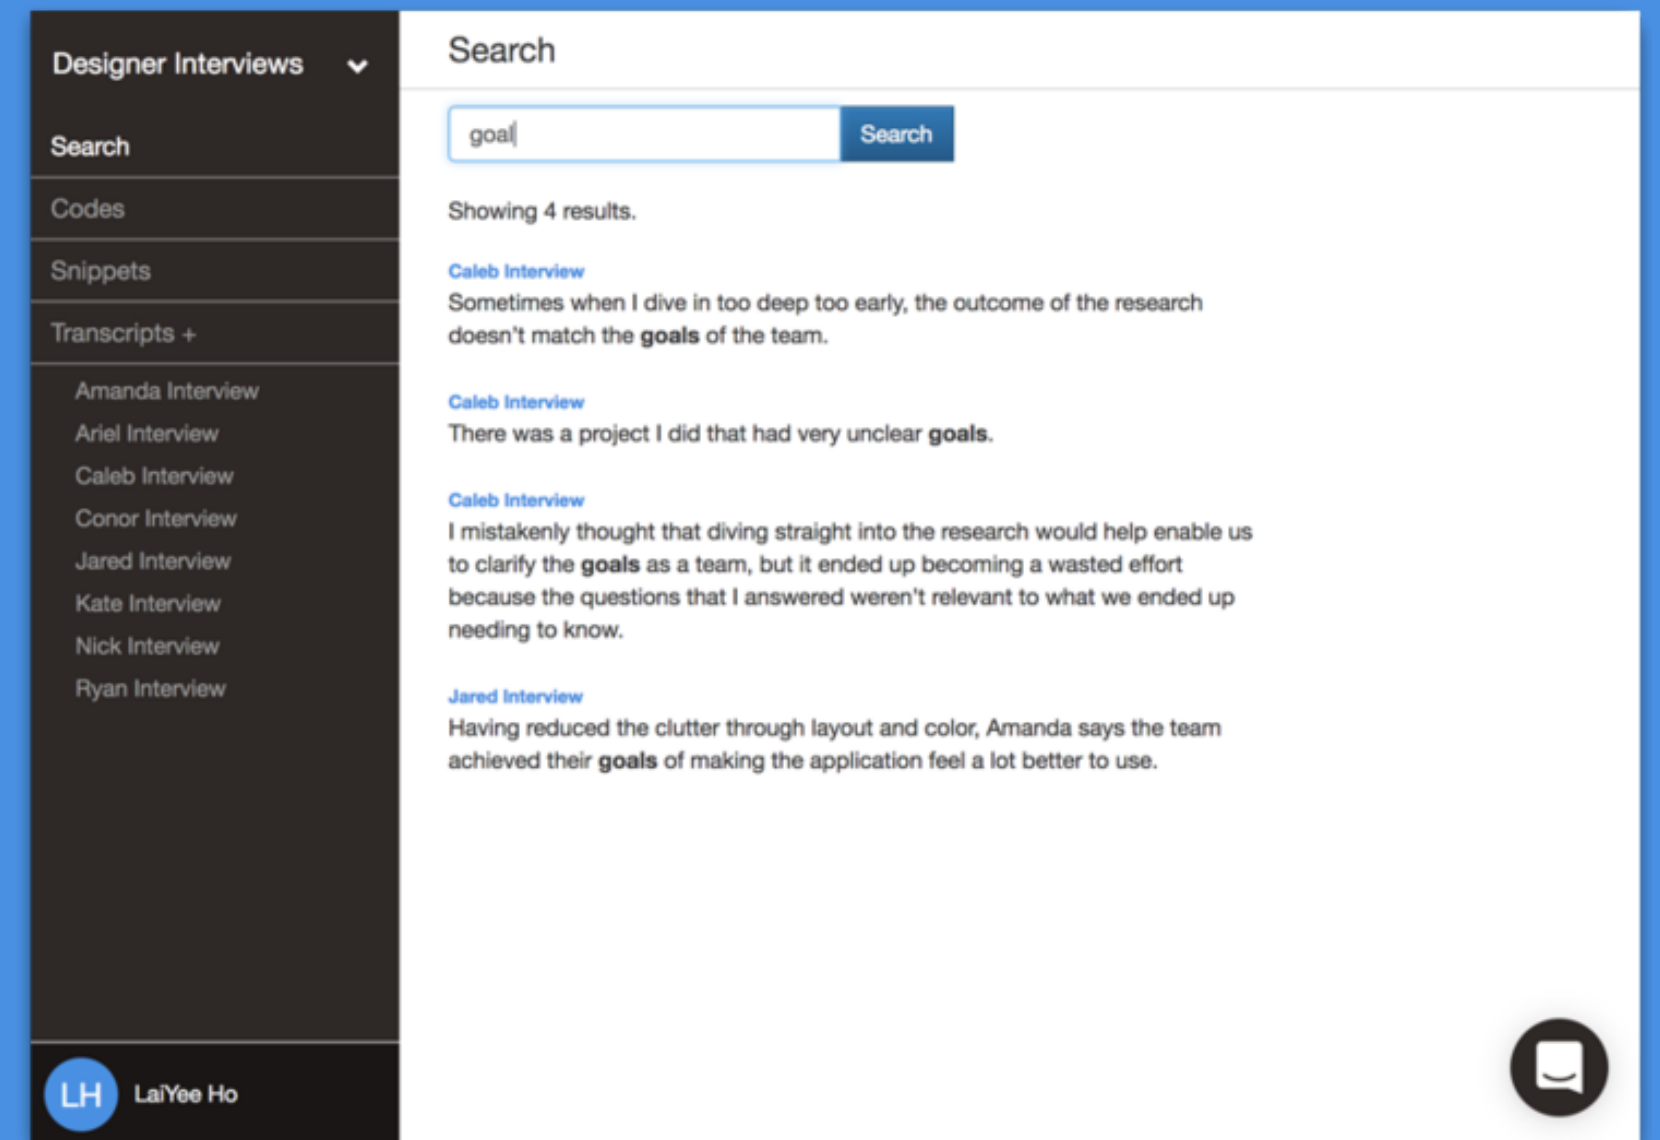 Designer Interviews
Search
Codes
Snippets
Transcripts +
Amanda Interview
Ariel Interview
Caleb Interview
Conor Interview
Jared Interview
Kate Interview
Nick Interview
Ryan Interview
LH LaiYee Ho
Search
goal Search
Showing 4 results.
Caleb Interview
Sometimes when I dive in too deep too early, the outcome of the research
doesn't match the goals of the team.
Caleb Interview
There was a project I did that had very unclear goals.
Caleb Interview
I mistakenly thought that diving straight into the research would help enable us
to clarify the goals as a team, but it ended up becoming a wasted effort
because the questions that I answered weren't relevant to what we ended up
needing to know.
Jared Interview
Having reduced the clutter through layout and color, Amanda says the team
achieved their goals of making the application feel a lot better to use.